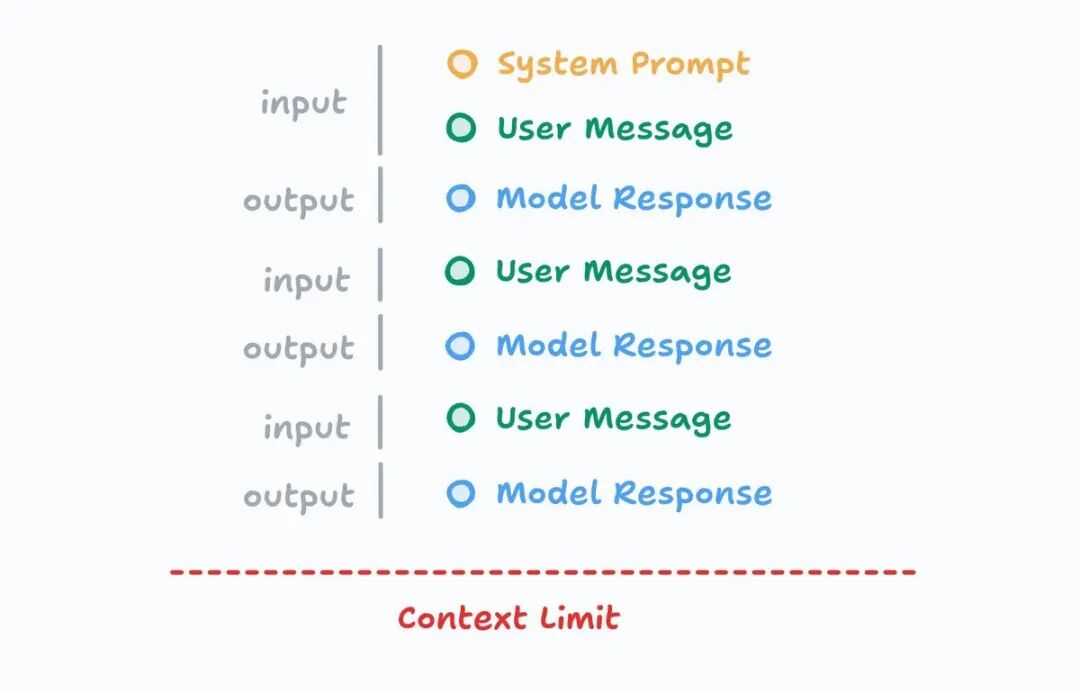 System Prompt
input
User Message
output
Model Response
input
User Message
output
Model Response
input
User Message
output
Model Response
Context Limit